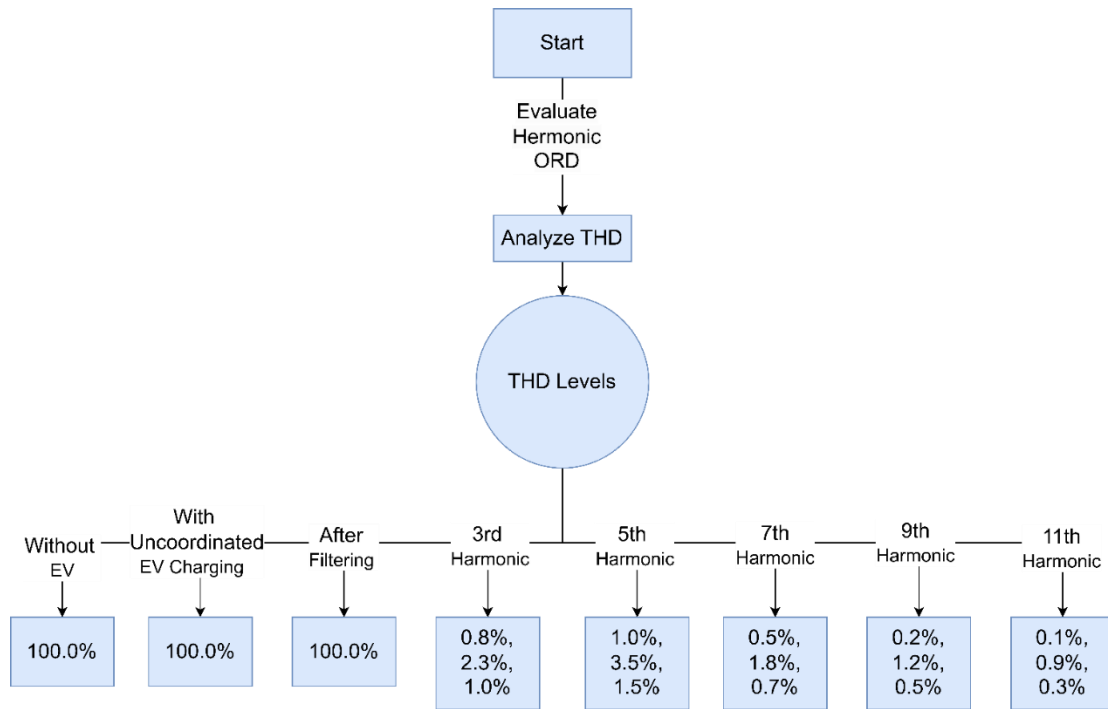 Start
Evaluate
Hermonic
ORD
Analyze THD
THD Levels
Without
EV
With
Uncoordinated
EV Charging
After
Filtering
3rd
Harmonic
5th
Harmonic
7th
Harmonic
9th
Harmonic
11th
Harmonic
100.0%
100.0%
100.0%
0.8%,
2.3%,
1.0%
1.0%,
3.5%,
1.5%
0.5%,
1.8%,
0.7%
0.2%,
1.2%,
0.5%
0.1%,
0.9%,
0.3%